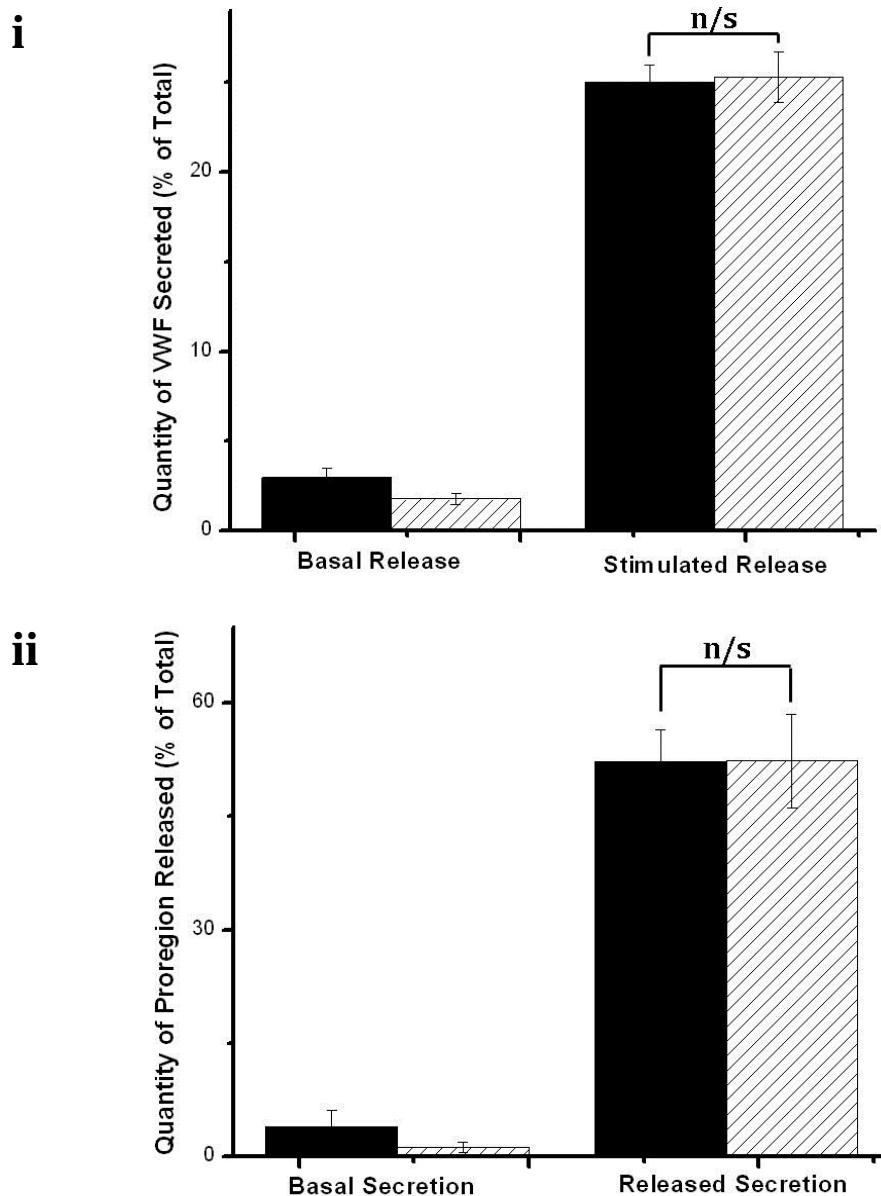 i
n/s
Quantity of VWF Secreted (% of Total)
20
10
0
Basal Release
Stimulated Release
ii
n/s
Quantity of Proregion Released (% of Total)
60
30
0
Basal Secretion
Released Secretion